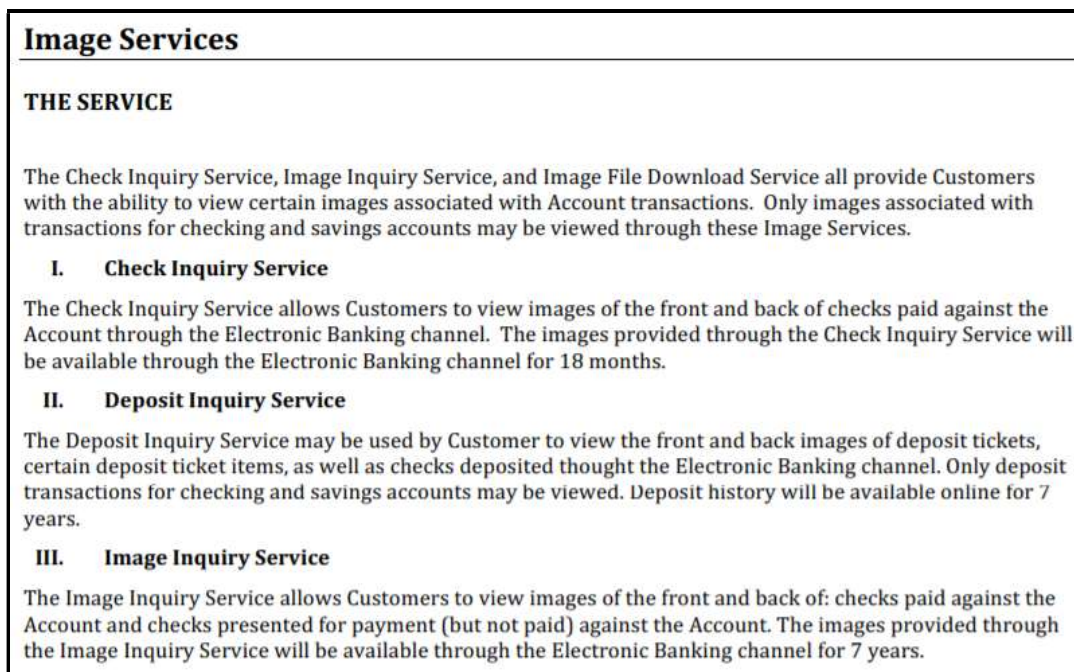 Image Services
THE SERVICE
The Check Inquiry Service, Image Inquiry Service, and Image File Download Service all provide Customers
with the ability to view certain images associated with Account transactions.  Only images associated with
transactions for checking and savings accounts may be viewed through these Image Services.
I. Check Inquiry Service
The Check Inquiry Service allows Customers to view images of the front and back of checks paid against the
Account through the Electronic Banking channel.  The images provided through the Check Inquiry Service will
be available through the Electronic Banking channel for 18 months.
II. Deposit Inquiry Service
The Deposit Inquiry Service may be used by Customer to view the front and back images of deposit tickets,
certain deposit ticket items, as well as checks deposited thought the Electronic Banking channel. Only deposit
transactions for checking and savings accounts may be viewed. Deposit history will be available online for 7
years.
III. Image Inquiry Service
The Image Inquiry Service allows Customers to view images of the front and back of: checks paid against the
Account and checks presented for payment (but not paid) against the Account. The images provided through
the Image Inquiry Service will be available through the Electronic Banking channel for 7 years.